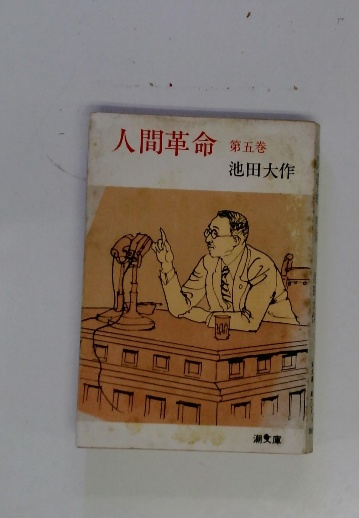 人間革命 第五巻
池田大作
潮文庫